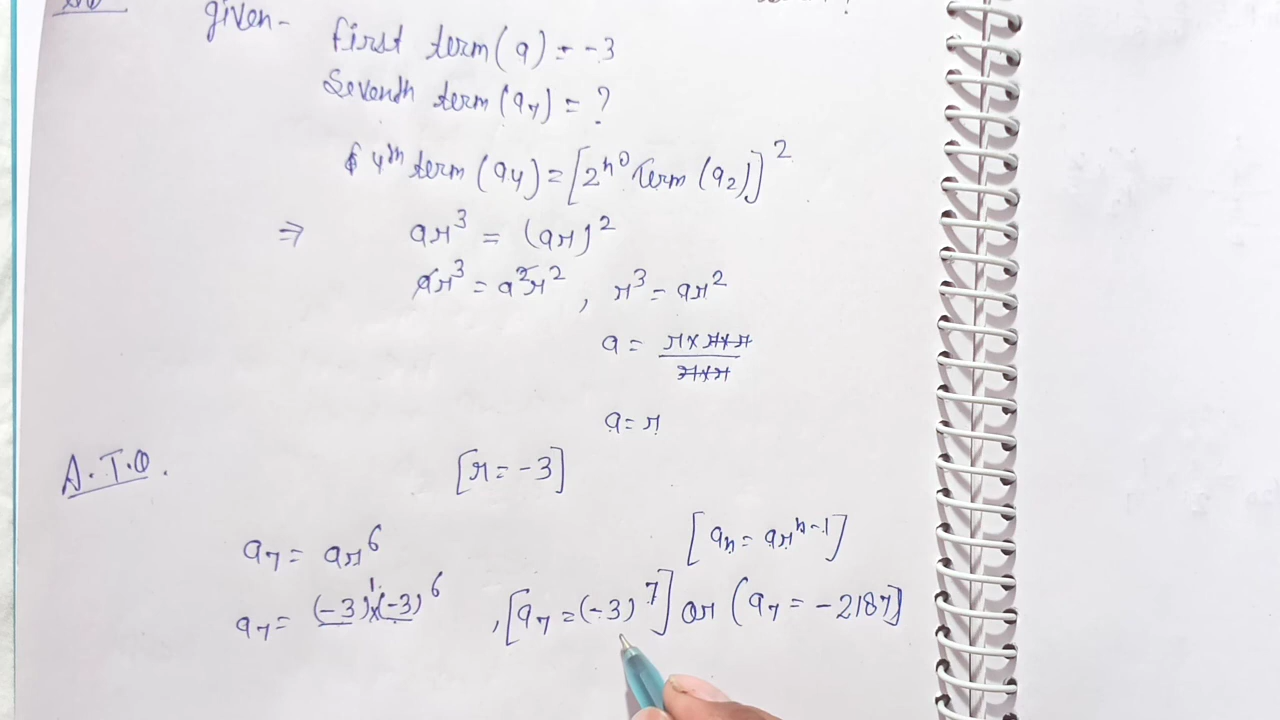 given-
first term (a) = -3
Seventh term (a₇) = ?
4th term (a₄) = [2nd Term (a₂)]²
⇒ ar³ = (ar)²
ar³ = a²r² , r³ = ar²
a = r×r×r / r×r
a = r
A.T.Q.
[r = -3]
a₇ = ar⁶ [aₙ = arⁿ⁻¹]
a₇ = (-3)¹×(-3)⁶ , [a₇ = (-3)⁷] or (a₇ = -2187]